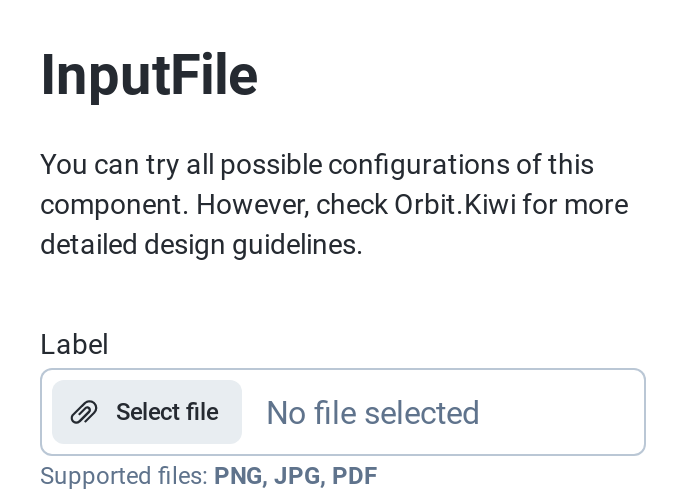 InputFile
You can try all possible configurations of this
component. However, check Orbit.Kiwi for more
detailed design guidelines.
Label
Select file No file selected
Supported files: PNG, JPG, PDF